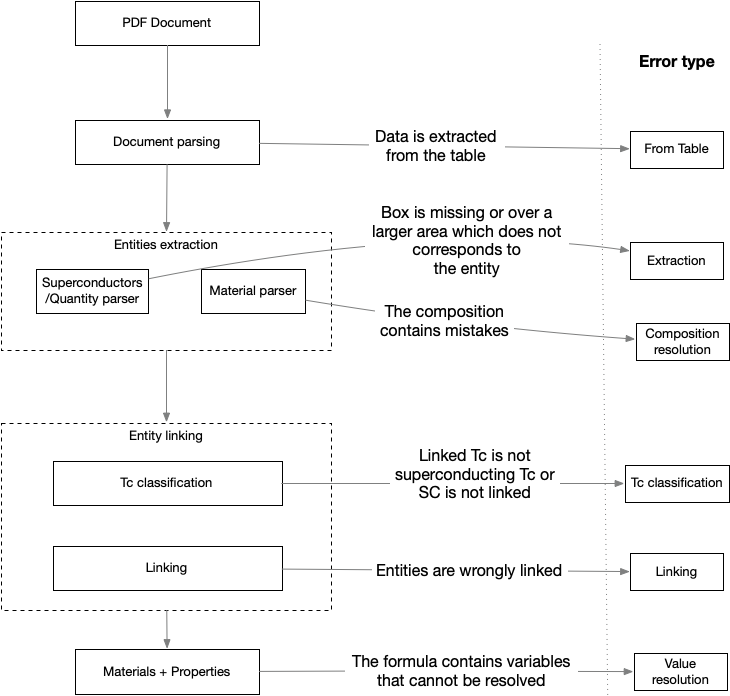 PDF Document
Error type
Document parsing
Data is extracted
from the table
From Table
Entities extraction
Superconductors
/Quantity parser
Material parser
Box is missing or over a
larger area which does not
corresponds to
the entity
Extraction
The composition
contains mistakes
Composition
resolution
Entity linking
Tc classification
Linked Tc is not
superconducting Tc or
SC is not linked
Tc classification
Linking
Entities are wrongly linked
Linking
Materials + Properties
The formula contains variables
that cannot be resolved
Value
resolution